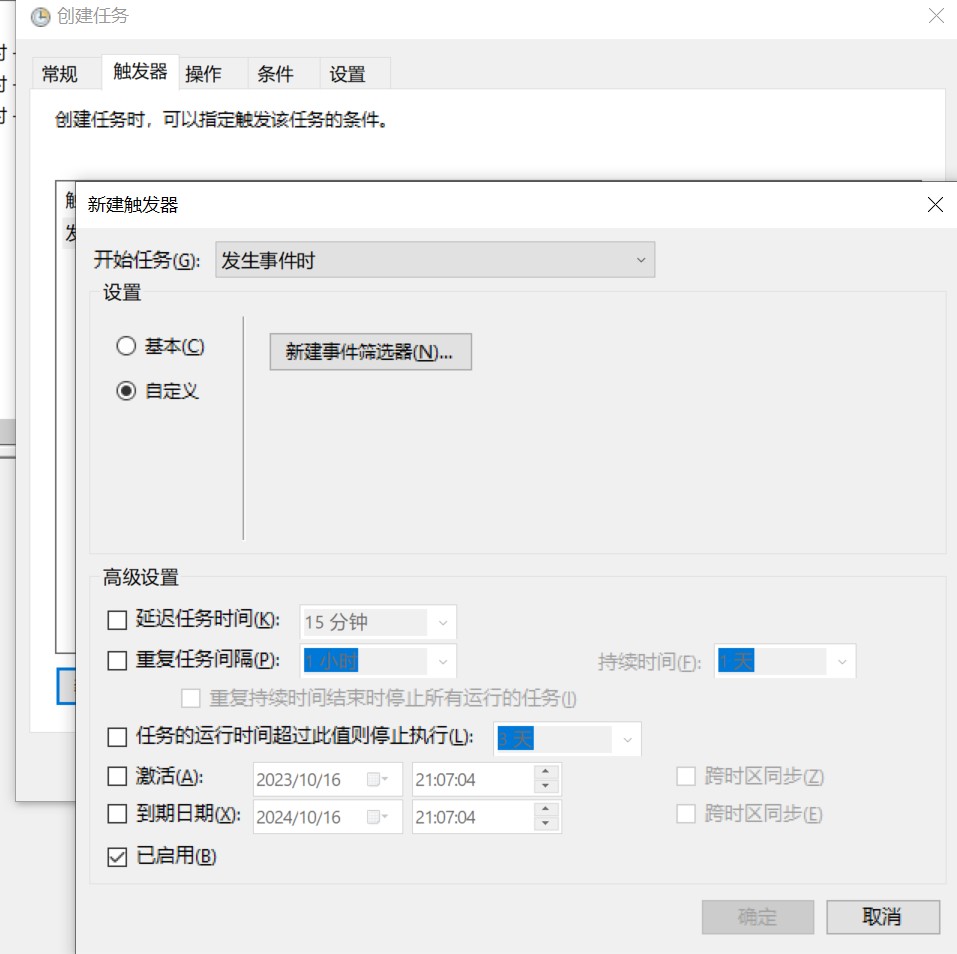 创建任务
常规 触发器 操作 条件 设置
创建任务时，可以指定触发该任务的条件。
新建触发器
开始任务(G): 发生事件时
设置
基本(C)
新建事件筛选器(N)...
自定义
高级设置
延迟任务时间(K): 15 分钟
重复任务间隔(P): 1 小时 持续时间(F): 1 天
重复持续时间结束时停止所有运行的任务(I)
任务的运行时间超过此值则停止执行(L): 3 天
激活(A): 2023/10/16 21:07:04 跨时区同步(Z)
到期日期(X): 2024/10/16 21:07:04 跨时区同步(E)
已启用(B)
确定 取消